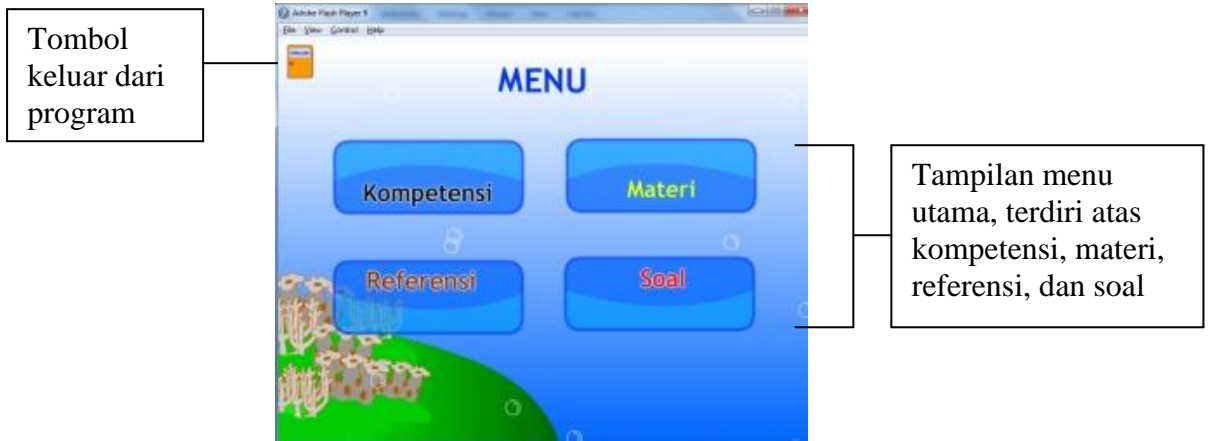 Tombol
keluar dari
program
Adobe Flash Player 9
File View Control Help
MENU
Kompetensi
Materi
Referensi
Soal
Tampilan menu
utama, terdiri atas
kompetensi, materi,
referensi, dan soal